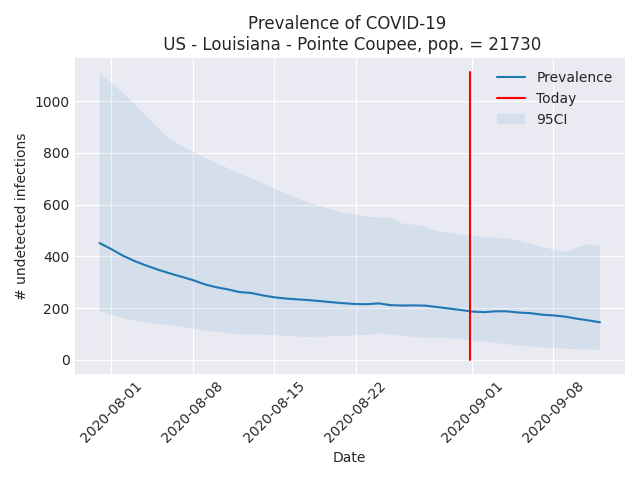 Prevalence of COVID-19
US - Louisiana - Pointe Coupee, pop. = 21730
Prevalence
Today
95CI
# undetected infections
1000
800
600
400
200
0
2020-08-01
2020-08-08
2020-08-15
2020-08-22
2020-09-01
2020-09-08
Date